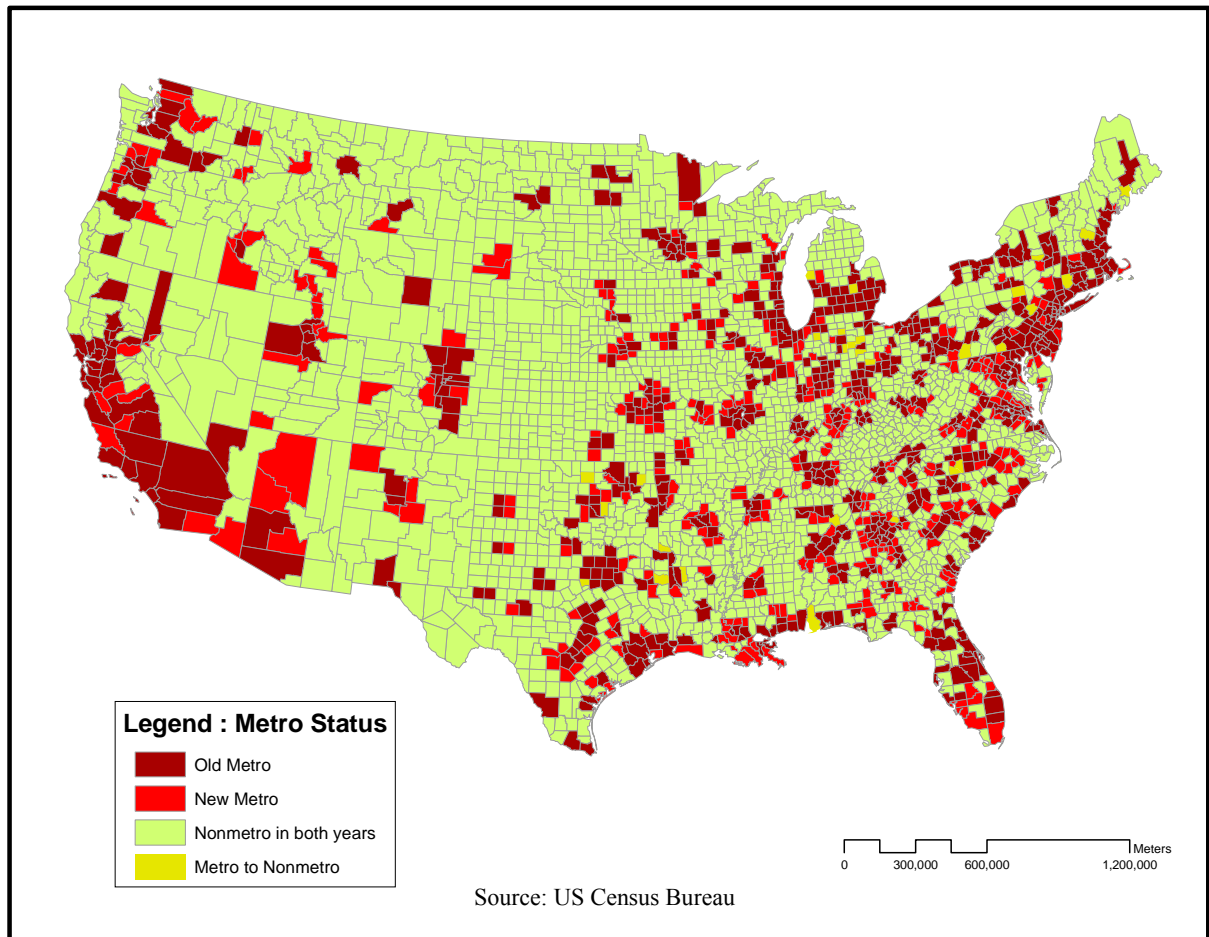 Legend : Metro Status
Old Metro
New Metro
Nonmetro in both years
Metro to Nonmetro
Meters
0 300,000 600,000 1,200,000
Source: US Census Bureau